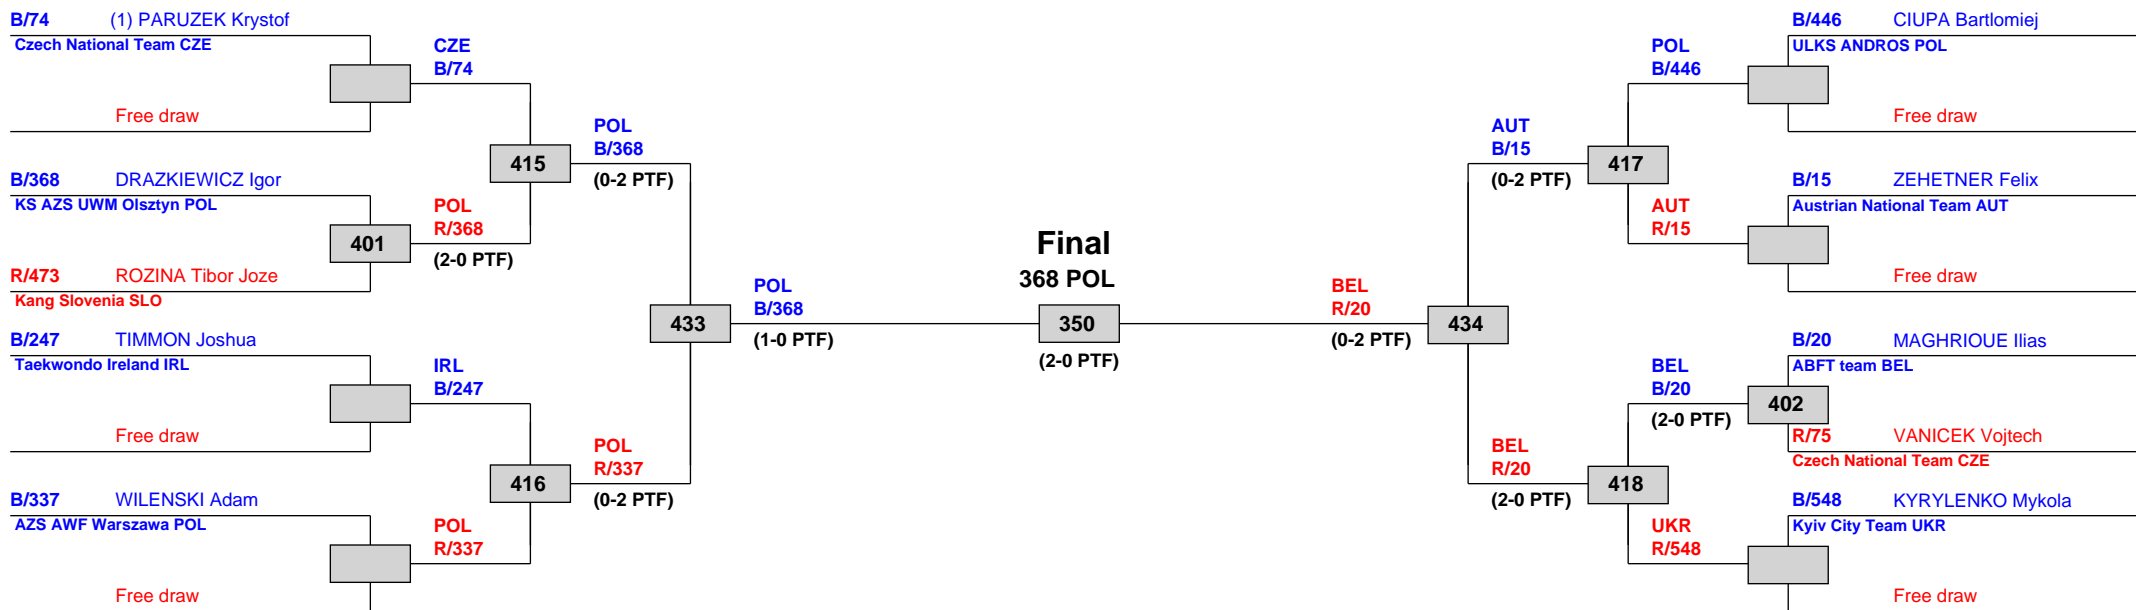 B/74 (1) PARUZEK Krystof
Czech National Team CZE
Free draw
CZE
B/74
B/368 DRAZKIEWICZ Igor
KS AZS UWM Olsztyn POL
R/473 ROZINA Tibor Joze
Kang Slovenia SLO
401
POL
R/368
(2-0 PTF)
415
POL
B/368
(0-2 PTF)
B/247 TIMMON Joshua
Taekwondo Ireland IRL
Free draw
IRL
B/247
B/337 WILENSKI Adam
AZS AWF Warszawa POL
Free draw
POL
R/337
416
POL
R/337
(0-2 PTF)
433
POL
B/368
(1-0 PTF)
Final
368 POL
350
(2-0 PTF)
BEL
R/20
(0-2 PTF)
434
AUT
B/15
(0-2 PTF)
417
POL
B/446
AUT
R/15
B/446 CIUPA Bartlomiej
ULKS ANDROS POL
Free draw
B/15 ZEHETNER Felix
Austrian National Team AUT
Free draw
BEL
R/20
(2-0 PTF)
418
BEL
B/20
(2-0 PTF)
402
B/20 MAGHRIOUE Ilias
ABFT team BEL
R/75 VANICEK Vojtech
Czech National Team CZE
UKR
R/548
B/548 KYRYLENKO Mykola
Kyiv City Team UKR
Free draw